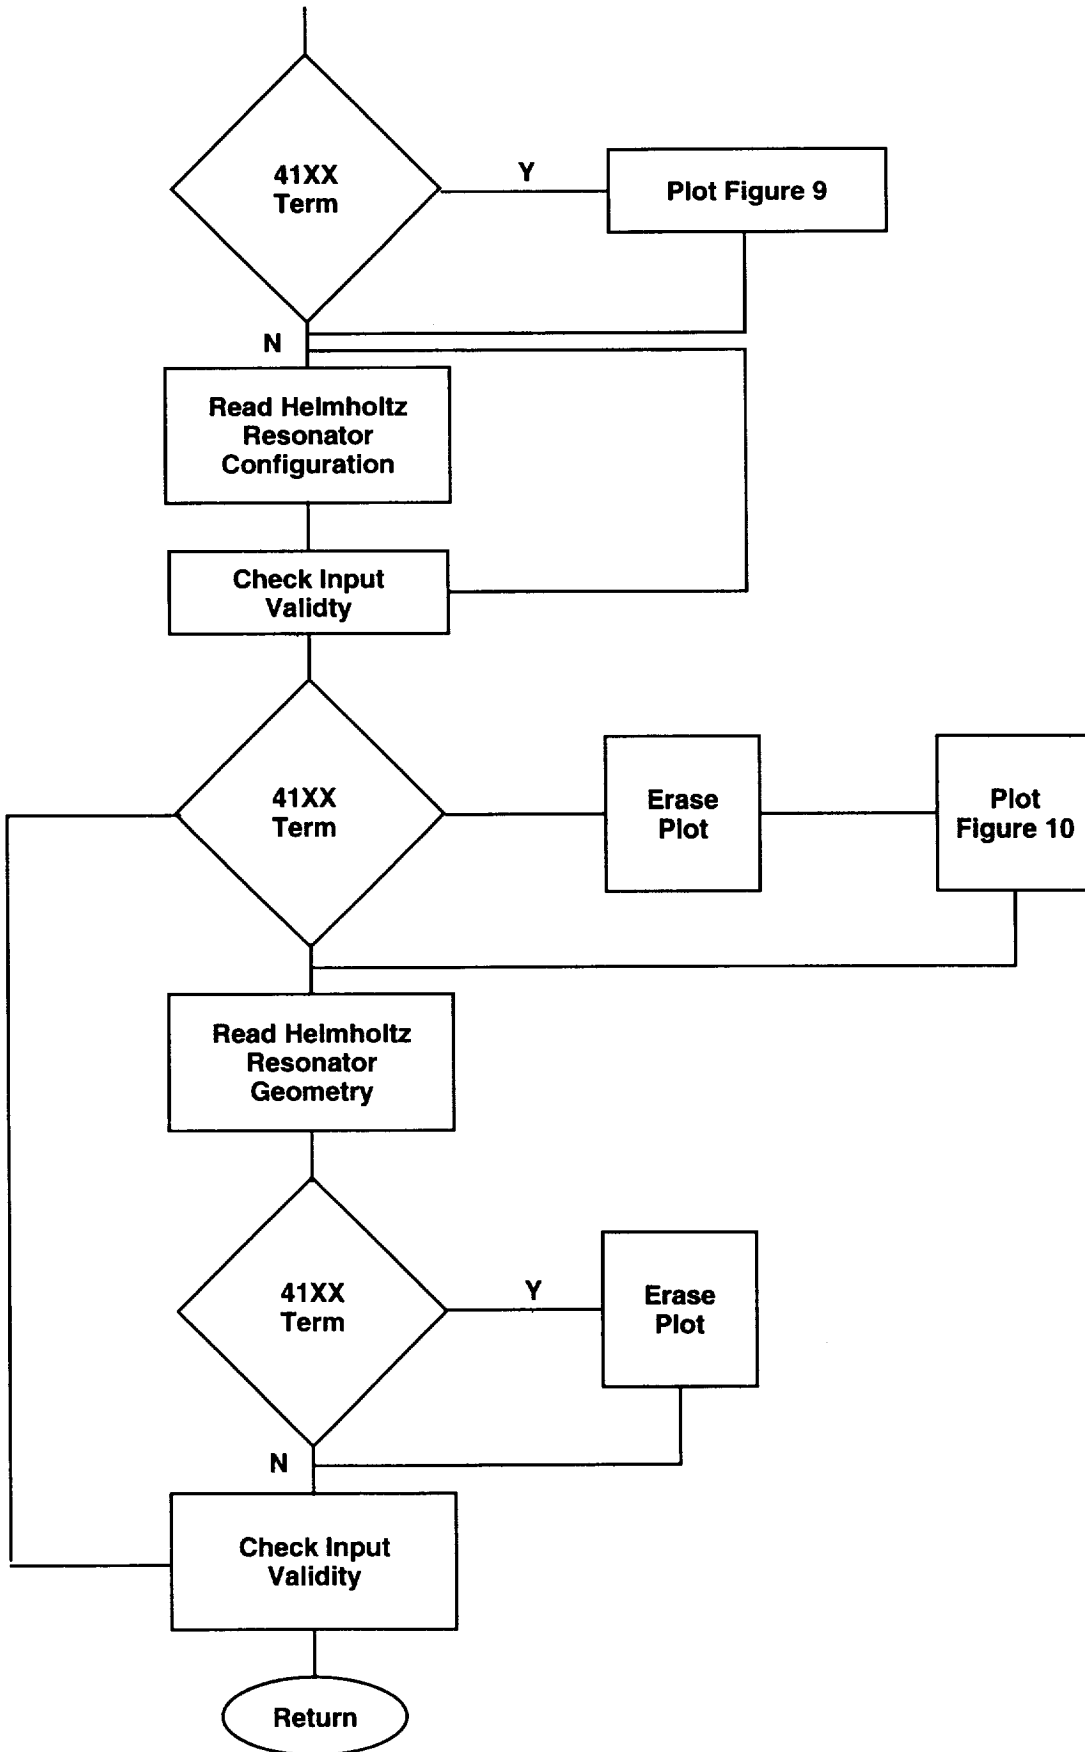 41XX
Term
Y
Plot Figure 9
N
Read Helmholtz
Resonator
Configuration
Check Input
Validty
41XX
Term
Erase
Plot
Plot
Figure 10
Read Helmholtz
Resonator
Geometry
41XX
Term
Y
Erase
Plot
N
Check Input
Validity
Return